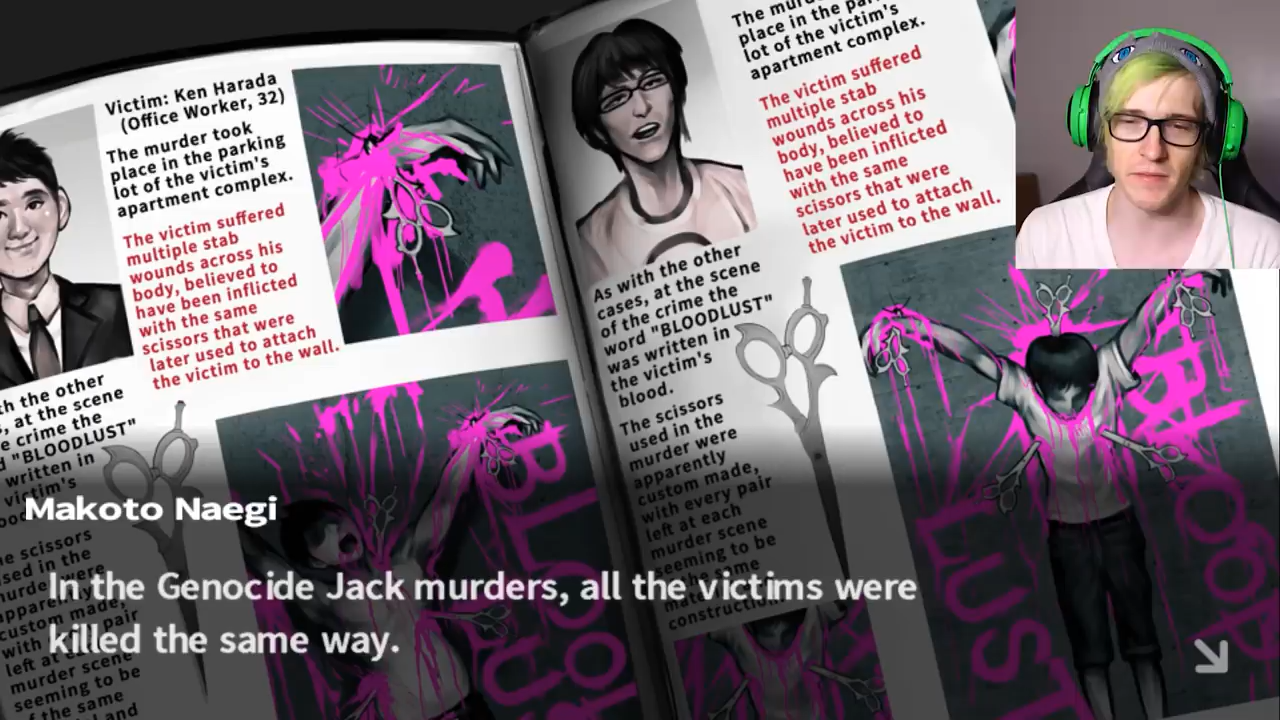 Victim: Ken Harada
(Office Worker, 32)
The murder took
place in the parking
lot of the victim's
apartment complex.
The victim suffered
multiple stab
wounds across his
body, believed to
have been inflicted
with the same
scissors that were
later used to attach
the victim to the wall.
the other
at the scene
crime the
"BLOODLUST"
written in
victim's
scissors
used in the
murder were
custom made,
with pair
left at
murder scene
seeming to be
of the same
and
BLOOD
LUST
place in the
lot of the victim's
apartment complex.
The victim suffered
multiple stab
wounds across his
body, believed to
have been inflicted
with the same
scissors that were
later used to attach
the victim to the wall.
As with the other
cases, at the scene
of the crime the
word "BLOODLUST"
was written in
the victim's
blood.
The scissors
used in the
murder were
apparently
custom made,
with every pair
left at each
murder scene
seeming to be
the same
construction
BLOOD
LUST
Makoto Naegi
In the Genocide Jack murders, all the victims were
killed the same way.